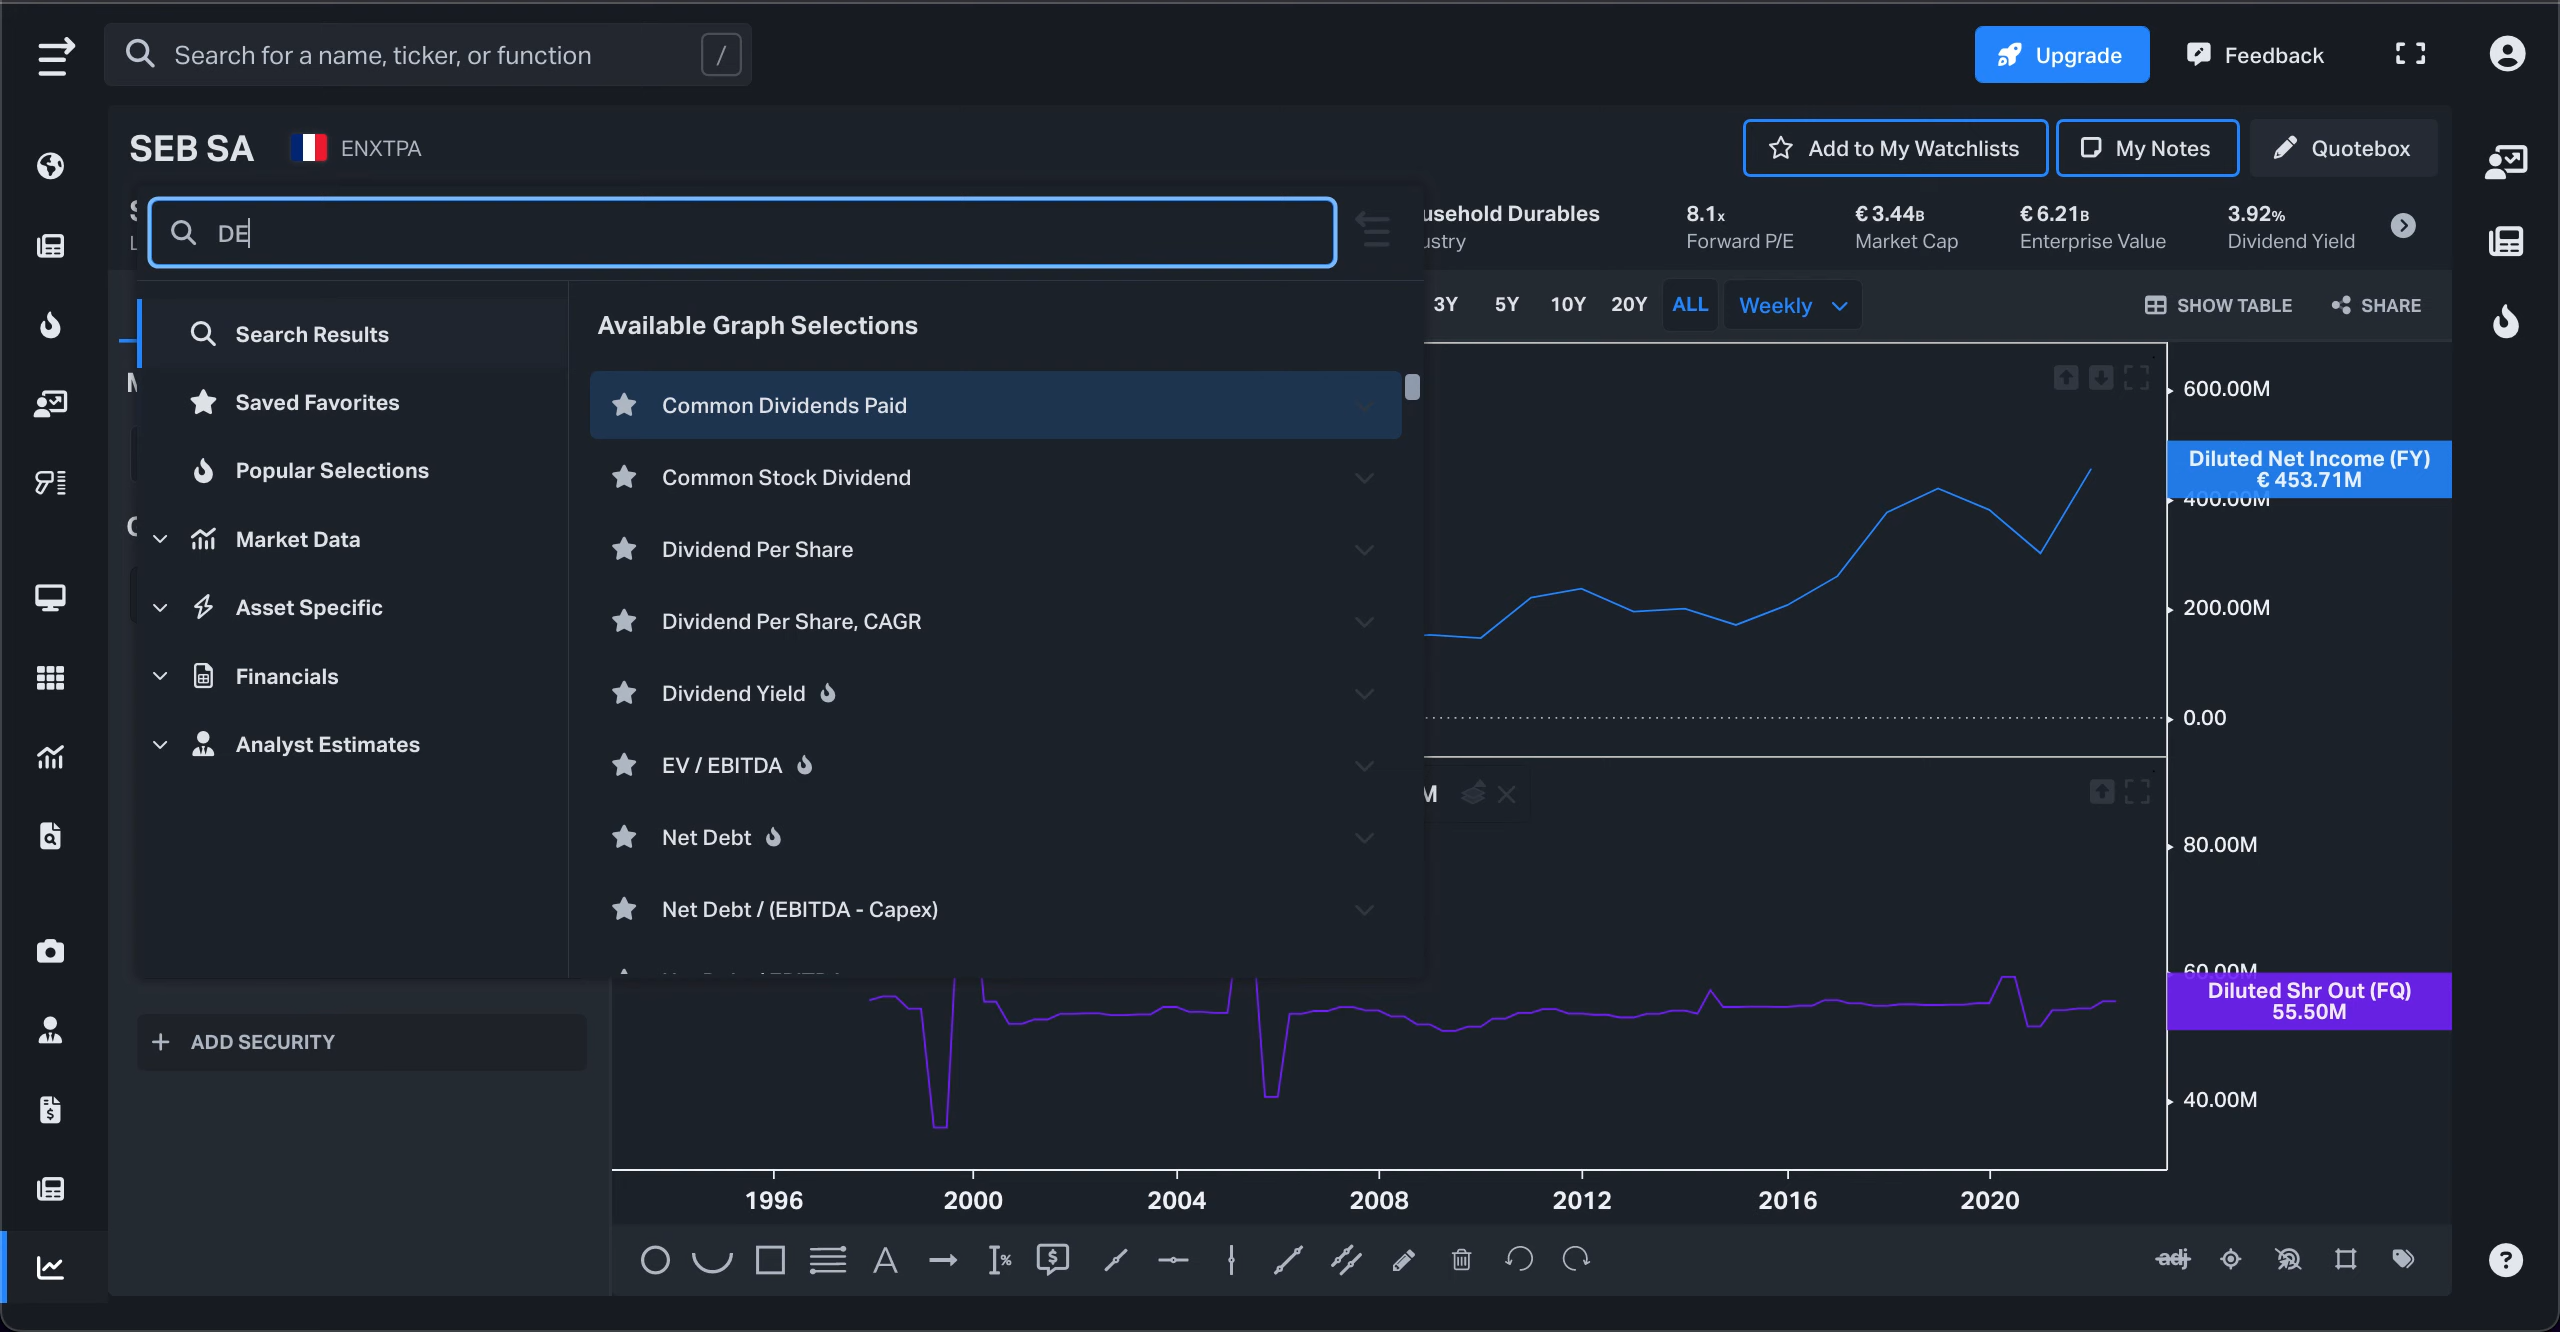 Search for a name, ticker, or function
/
Upgrade
Feedback
SEB SA
ENXTPA
Add to My Watchlists
My Notes
Quotebox
DE
usehold Durables
ustry
8.1x
Forward P/E
€ 3.44B
Market Cap
€ 6.21B
Enterprise Value
3.92%
Dividend Yield
3Y
5Y
10Y
20Y
ALL
Weekly
SHOW TABLE
SHARE
Search Results
Saved Favorites
Popular Selections
Market Data
Asset Specific
Financials
Analyst Estimates
Available Graph Selections
Common Dividends Paid
Common Stock Dividend
Dividend Per Share
Dividend Per Share, CAGR
Dividend Yield
EV / EBITDA
Net Debt
Net Debt / (EBITDA - Capex)
600.00M
Diluted Net Income (FY)
€ 453.71M
400.00M
200.00M
0.00
M
80.00M
60.00M
Diluted Shr Out (FQ)
55.50M
40.00M
ADD SECURITY
1996
2000
2004
2008
2012
2016
2020
A
%
$
adj
?